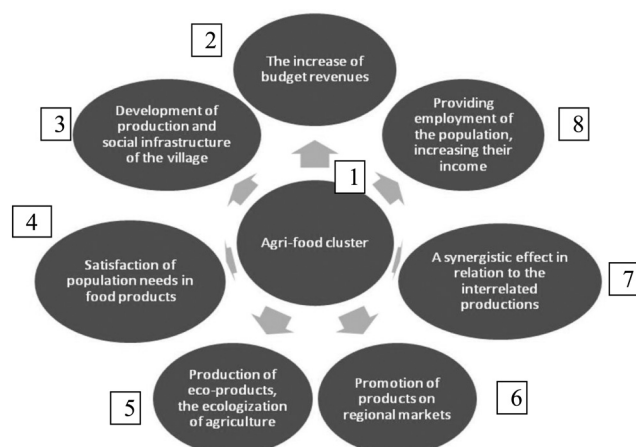 2
The increase of
budget revenues
3
Development of
production and
social infrastructure
of the village
Providing
employment of
the population,
increasing their
income
8
1
Agri-food cluster
4
Satisfaction of
population needs in
food products
A synergistic effect in
relation to the
interrelated
productions
7
5
Production of
eco-products,
the ecologization
of agriculture
Promotion of
products on
regional markets
6